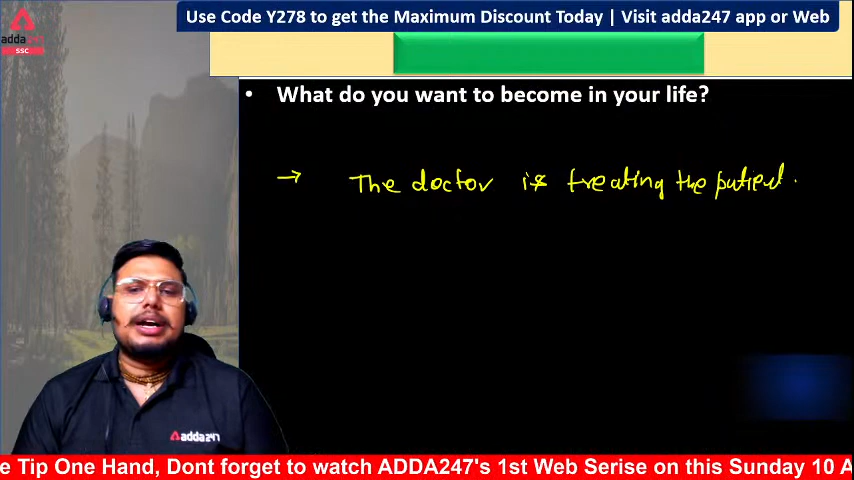 Use Code Y278 to get the Maximum Discount Today | Visit adda247 app or Web
adda247
SSC
• What do you want to become in your life?
→ The doctor is treating the patient.
adda247
e Tip One Hand, Dont forget to watch ADDA247's 1st Web Serise on this Sunday 10 A